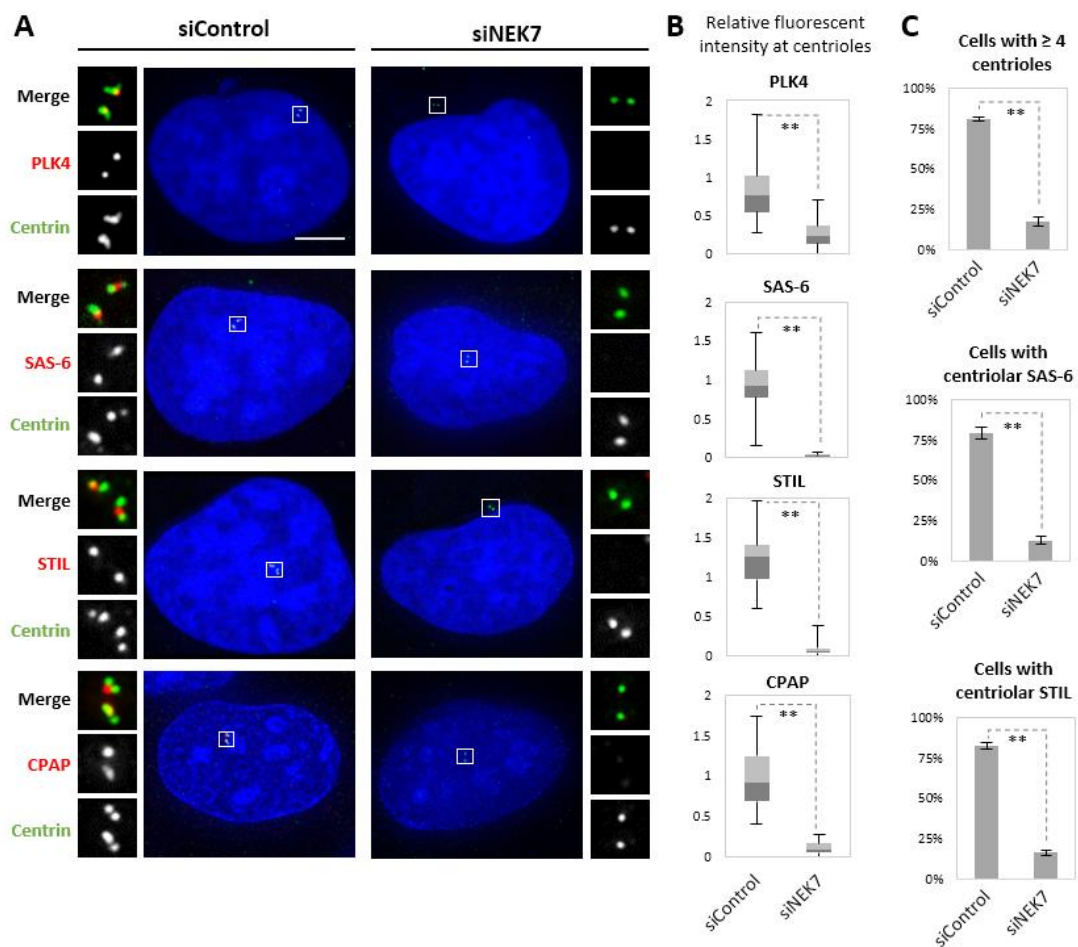 A
siControl
siNEK7
Merge
PLK4
Centrin
Merge
SAS-6
Centrin
Merge
STIL
Centrin
Merge
CPAP
Centrin
B
Relative fluorescent
intensity at centrioles
PLK4
2
1.5
1
0.5
0
**
SAS-6
2
1.5
1
0.5
0
**
STIL
2
1.5
1
0.5
0
**
CPAP
2
1.5
1
0.5
0
**
siControl
siNEK7
C
Cells with ≥ 4
centrioles
100%
75%
50%
25%
0%
**
siControl
siNEK7
Cells with
centriolar SAS-6
100%
75%
50%
25%
0%
**
siControl
siNEK7
Cells with
centriolar STIL
100%
75%
50%
25%
0%
**
siControl
siNEK7